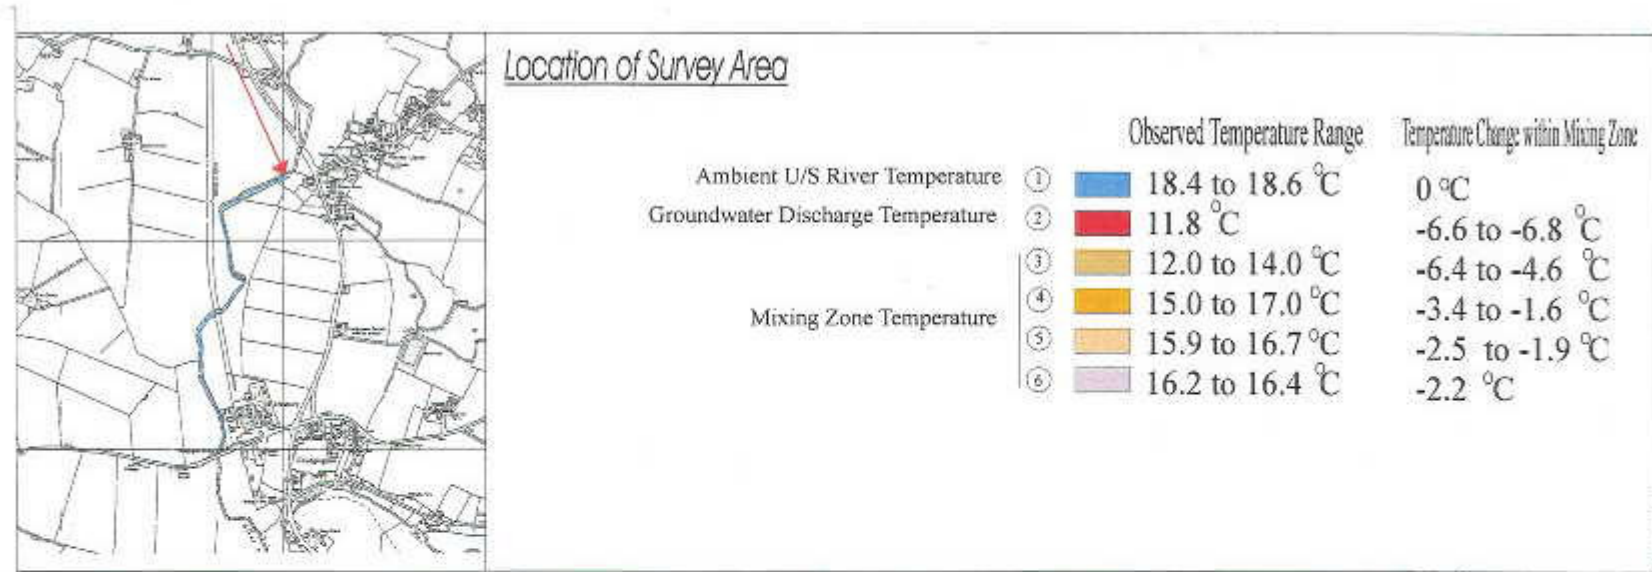 Location of Survey Area
Observed Temperature Range Temperature Change within Mixing Zone
Ambient U/S River Temperature ① 18.4 to 18.6 °C 0 °C
Groundwater Discharge Temperature ② 11.8 °C -6.6 to -6.8 °C
③ 12.0 to 14.0 °C -6.4 to -4.6 °C
④ 15.0 to 17.0 °C -3.4 to -1.6 °C
Mixing Zone Temperature
⑤ 15.9 to 16.7 °C -2.5 to -1.9 °C
⑥ 16.2 to 16.4 °C -2.2 °C